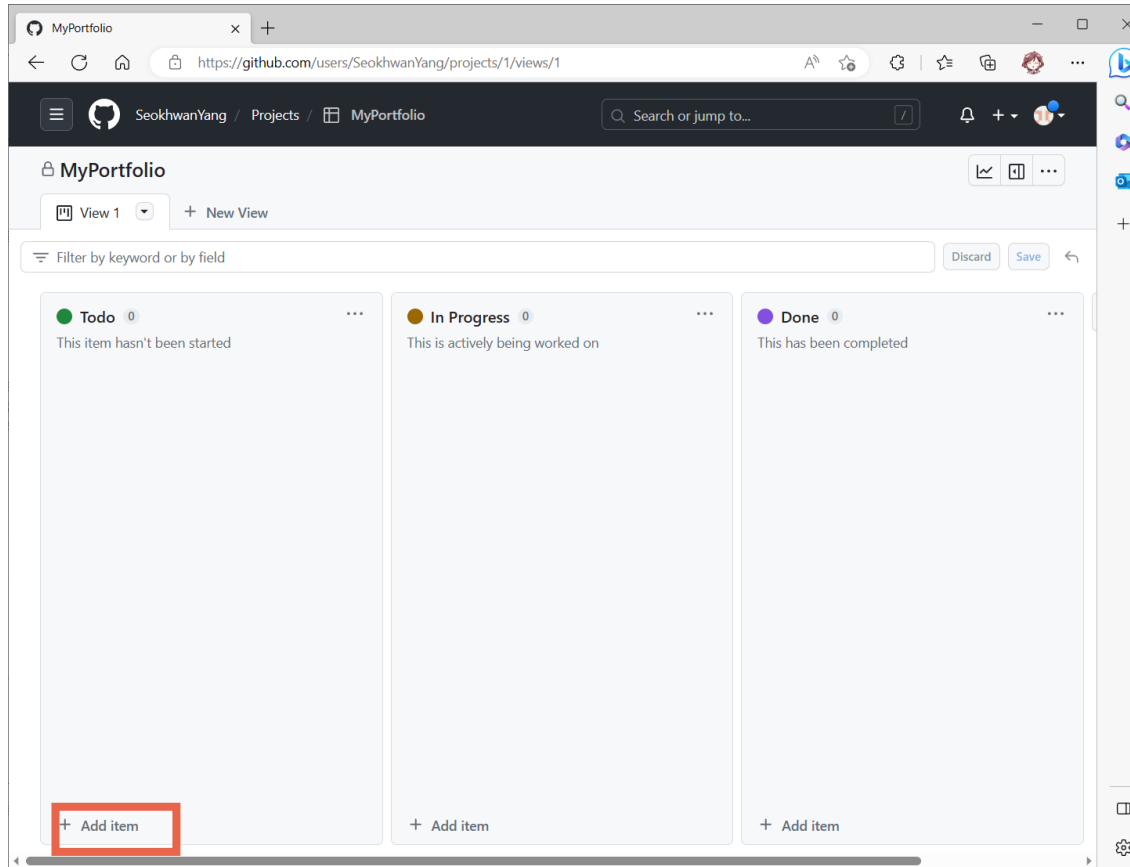 MyPortfolio
https://github.com/users/SeokhwanYang/projects/1/views/1
SeokhwanYang / Projects / MyPortfolio
Search or jump to...
/
MyPortfolio
View 1
New View
Filter by keyword or by field
Discard
Save
Todo 0
This item hasn't been started
In Progress 0
This is actively being worked on
Done 0
This has been completed
+ Add item
+ Add item
+ Add item